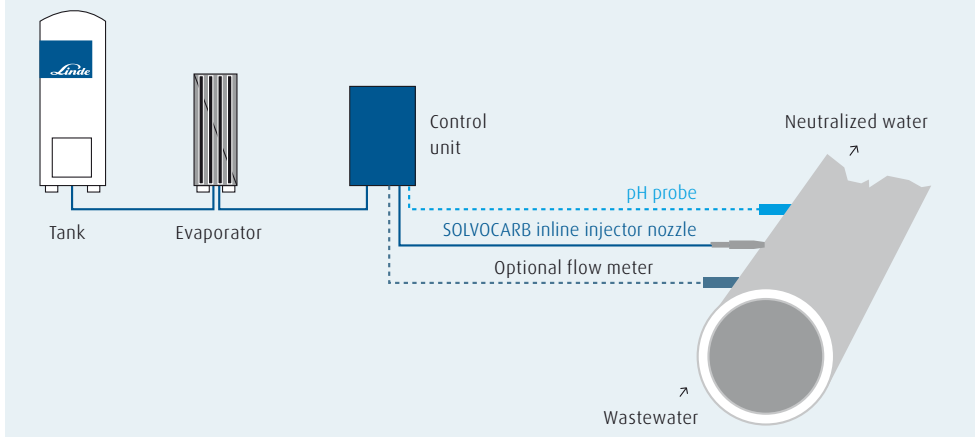 Linde
Control
unit
Neutralized water
pH probe
SOLVOCARB inline injector nozzle
Tank
Evaporator
Optional flow meter
Wastewater